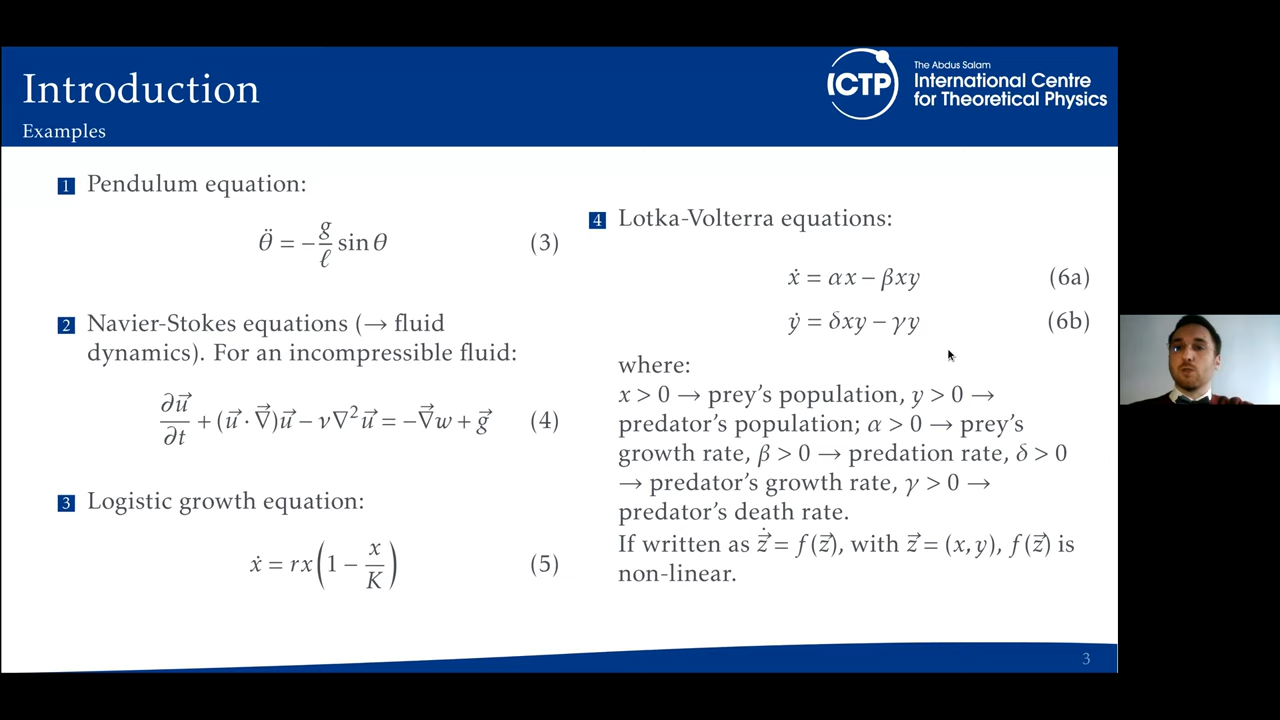 Introduction
Examples
The Abdus Salam
ICTP International Centre
for Theoretical Physics
1 Pendulum equation:
θ̈ = −g/ℓ sin θ (3)
2 Navier-Stokes equations (→ fluid
dynamics). For an incompressible fluid:
∂u⃗/∂t + (u⃗ · ∇⃗)u⃗ − ν∇²u⃗ = −∇⃗w + g⃗ (4)
3 Logistic growth equation:
ẋ = rx(1 − x/K) (5)
4 Lotka-Volterra equations:
ẋ = αx − βxy (6a)
ẏ = δxy − γy (6b)
where:
x > 0 → prey's population, y > 0 →
predator's population; α > 0 → prey's
growth rate, β > 0 → predation rate, δ > 0
→ predator's growth rate, γ > 0 →
predator's death rate.
If written as ż⃗ = f(z⃗), with z⃗ = (x, y), f(z⃗) is
non-linear.
3